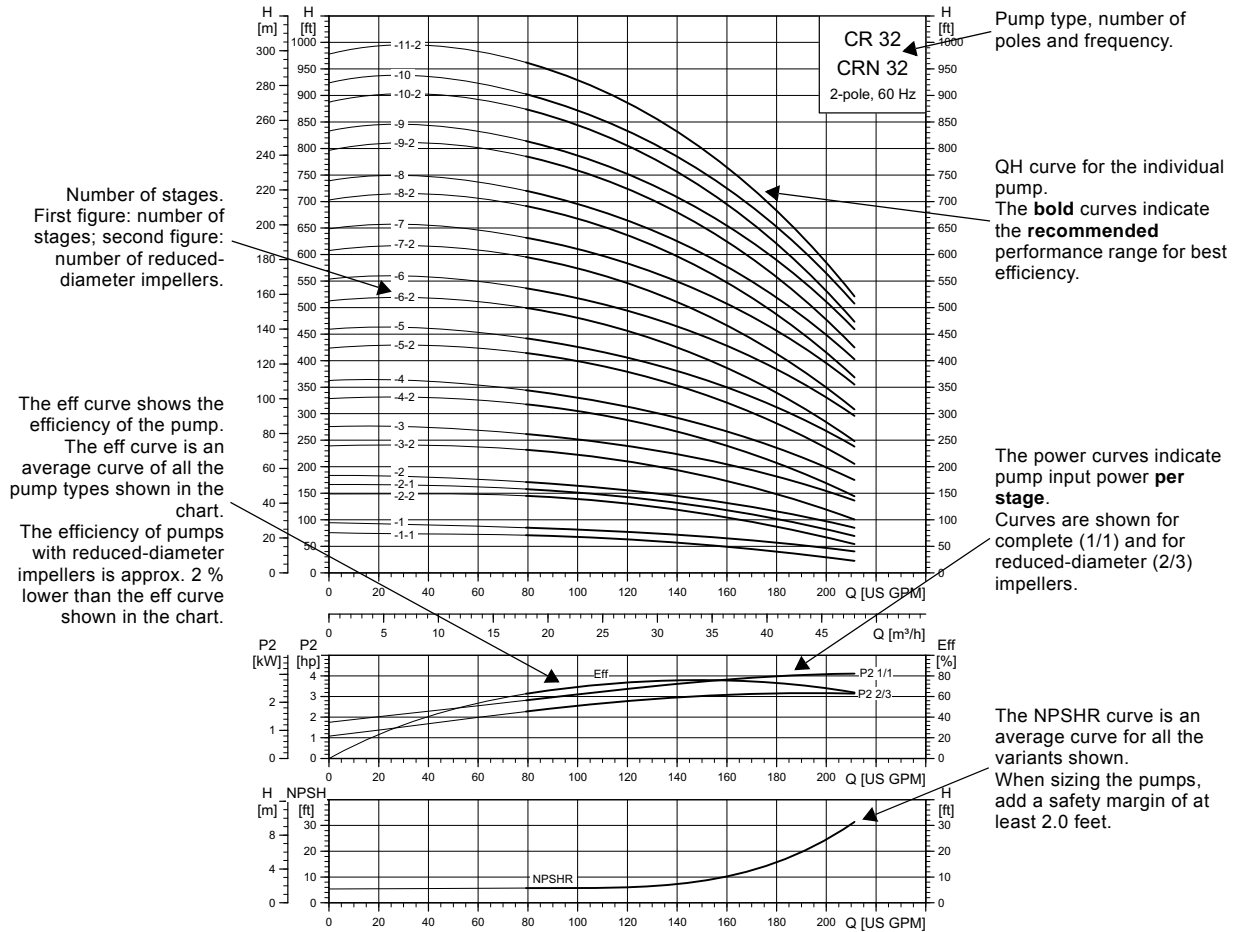 H
[m]
H
[ft]
H
[ft]
300
280
260
240
220
200
180
160
140
120
100
80
60
40
20
0
1000
950
900
850
800
750
700
650
600
550
500
450
400
350
300
250
200
150
100
50
0
-11-2
-10
-10-2
-9
-9-2
-8
-8-2
-7
-7-2
-6
-6-2
-5
-5-2
-4
-4-2
-3
-3-2
-2
-2-1
-2-2
-1
-1-1
CR 32
CRN 32
2-pole, 60 Hz
1000
950
900
850
800
750
700
650
600
550
500
450
400
350
300
250
200
150
100
50
0
0 20 40 60 80 100 120 140 160 180 200 Q [US GPM]
0 5 10 15 20 25 30 35 40 45 Q [m³/h]
Number of stages.
First figure: number of
stages; second figure:
number of reduced-
diameter impellers.
The eff curve shows the
efficiency of the pump.
The eff curve is an
average curve of all the
pump types shown in the
chart.
The efficiency of pumps
with reduced-diameter
impellers is approx. 2 %
lower than the eff curve
shown in the chart.
Pump type, number of
poles and frequency.
QH curve for the individual
pump.
The bold curves indicate
the recommended
performance range for best
efficiency.
The power curves indicate
pump input power per
stage.
Curves are shown for
complete (1/1) and for
reduced-diameter (2/3)
impellers.
P2
[kW]
P2
[hp]
Eff
[%]
2
1
0
4
3
2
1
0
Eff
P2 1/1
P2 2/3
80
60
40
20
0
0 20 40 60 80 100 120 140 160 180 200 Q [US GPM]
The NPSHR curve is an
average curve for all the
variants shown.
When sizing the pumps,
add a safety margin of at
least 2.0 feet.
H
[m]
NPSH
[ft]
H
[ft]
8
4
0
30
20
10
0
NPSHR
30
20
10
0
0 20 40 60 80 100 120 140 160 180 200 Q [US GPM]